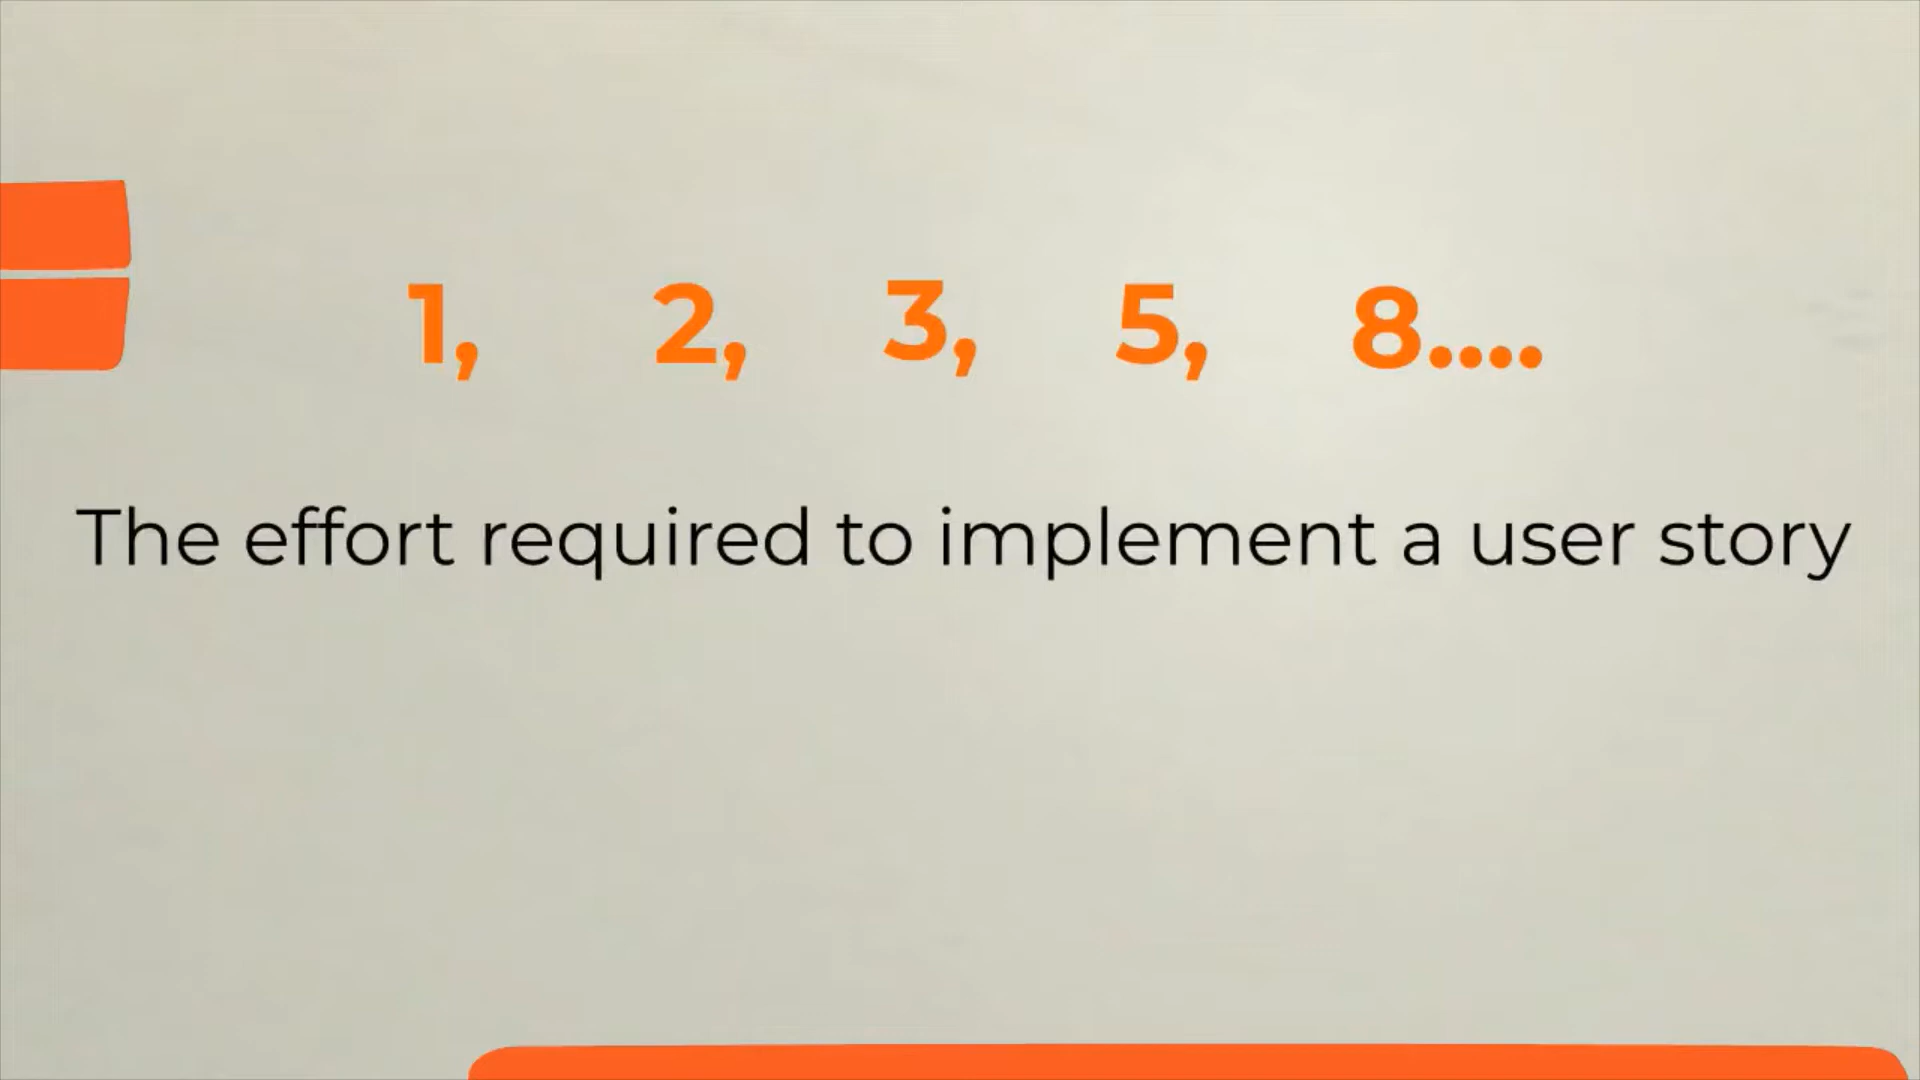 1, 2, 3, 5, 8....
The effort required to implement a user story